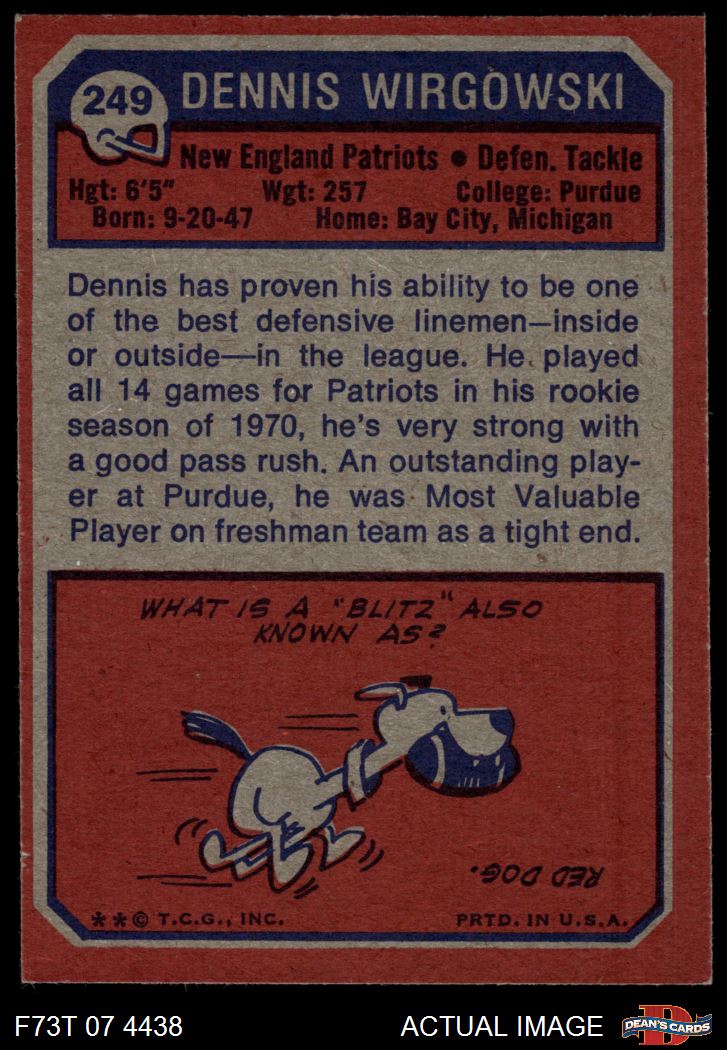 249 DENNIS WIRGOWSKI
New England Patriots • Defen. Tackle
Hgt: 6'5" Wgt: 257 College: Purdue
Born: 9-20-47 Home: Bay City, Michigan
Dennis has proven his ability to be one
of the best defensive linemen—inside
or outside—in the league. He played
all 14 games for Patriots in his rookie
season of 1970, he's very strong with
a good pass rush. An outstanding play-
er at Purdue, he was Most Valuable
Player on freshman team as a tight end.
WHAT IS A "BLITZ" ALSO
KNOWN AS?
RED DOG.
**© T.C.G., INC. PRTD. IN U.S.A.
F73T 07 4438 ACTUAL IMAGE D DEAN'S CARDS